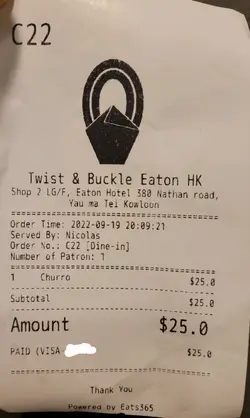 C22
Twist & Buckle Eaton HK
Shop 2 LG/F, Eaton Hotel 380 Nathan road,
Yau ma Tei Kowloon
Order Time: 2022-09-19 20:09:21
Served By: Nicolas
Order No.: C22 [Dine-in]
Number of Patron: 1
1 Churro $25.0
Subtotal $25.0
Amount $25.0
PAID (VISA $25.0
Thank You
Powered by Eats365